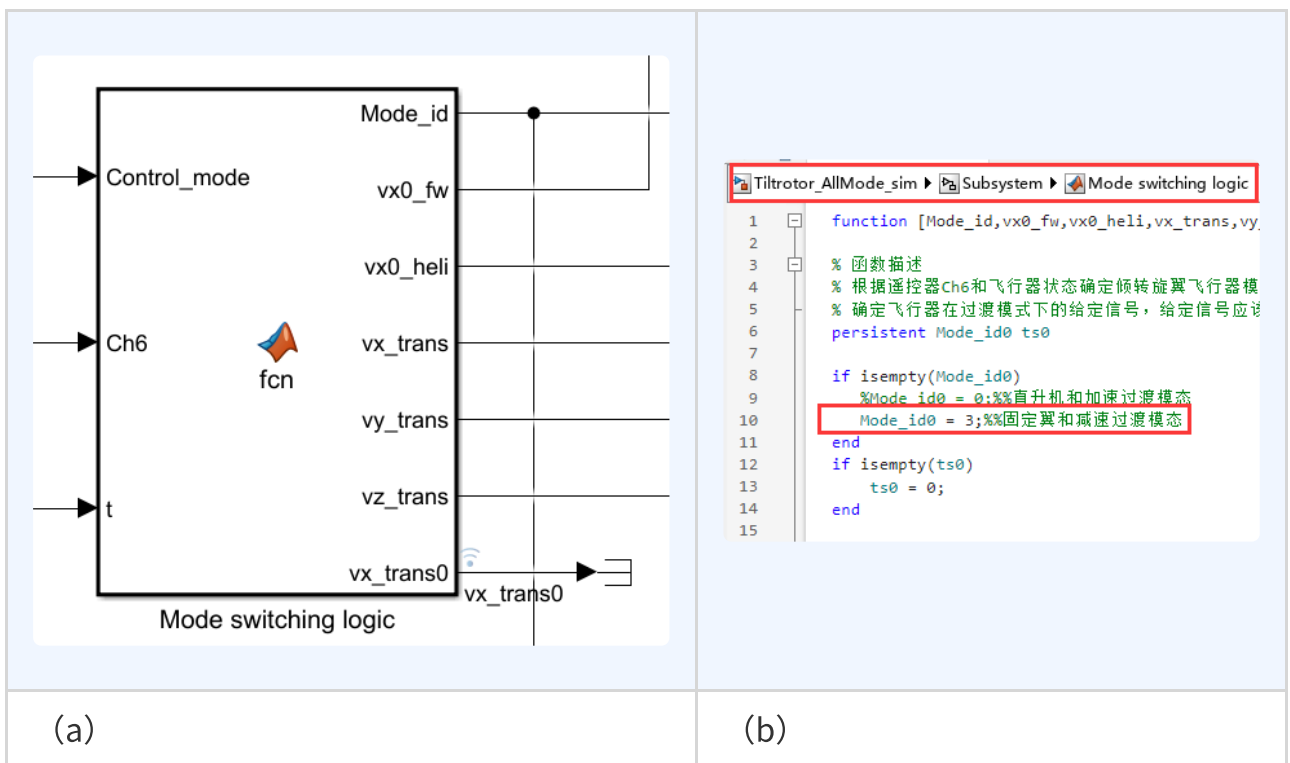 Mode_id
Control_mode
vx0_fw
vx0_heli
Ch6
vx_trans
fcn
vy_trans
vz_trans
t
vx_trans0
vx_trans0
Mode switching logic
Tiltrotor_AllMode_sim Subsystem Mode switching logic
1 function [Mode_id,vx0_fw,vx0_heli,vx_trans,vy_
2
3 % 函数描述
4 % 根据遥控器Ch6和飞行器状态确定倾转旋翼飞行器模
5 % 确定飞行器在过渡模式下的给定信号，给定信号应该
6 persistent Mode_id0 ts0
7
8 if isempty(Mode_id0)
9 %Mode_id0 = 0;%%直升机和加速过渡模态
10 Mode_id0 = 3;%%固定翼和减速过渡模态
11 end
12 if isempty(ts0)
13 ts0 = 0;
14 end
15
（a）
（b）